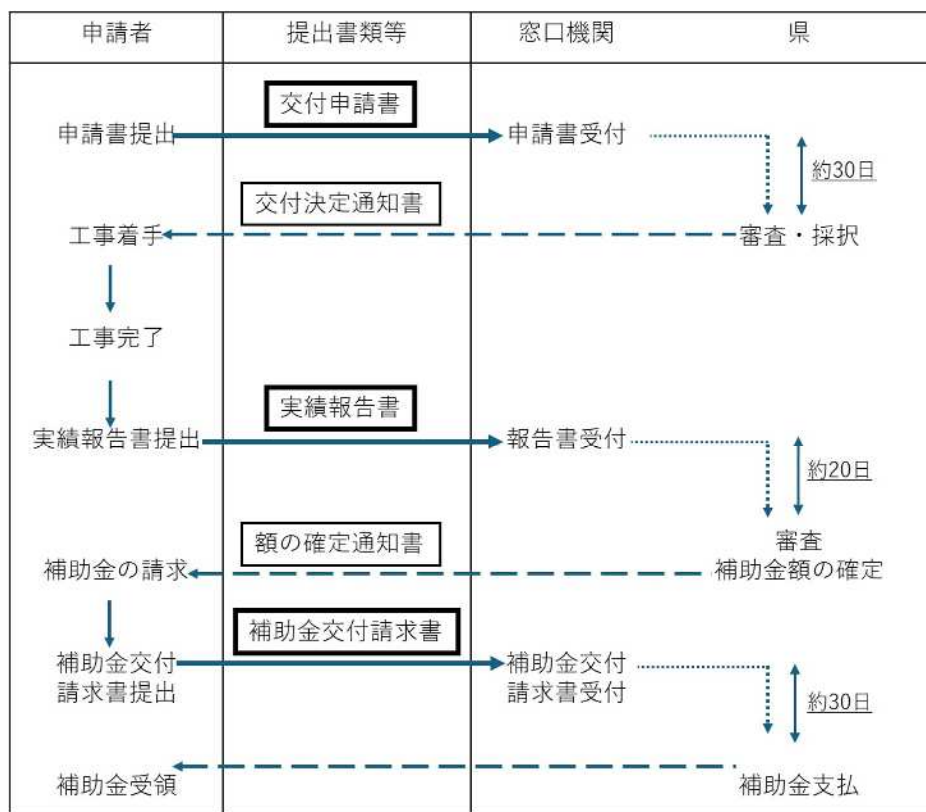 申請者
提出書類等
窓口機関
県
交付申請書
申請書提出
申請書受付
約30日
交付決定通知書
工事着手
審査・採択
工事完了
実績報告書
実績報告書提出
報告書受付
約20日
額の確定通知書
審査
補助金の請求
補助金額の確定
補助金交付請求書
補助金交付
請求書提出
補助金交付
請求書受付
約30日
補助金受領
補助金支払